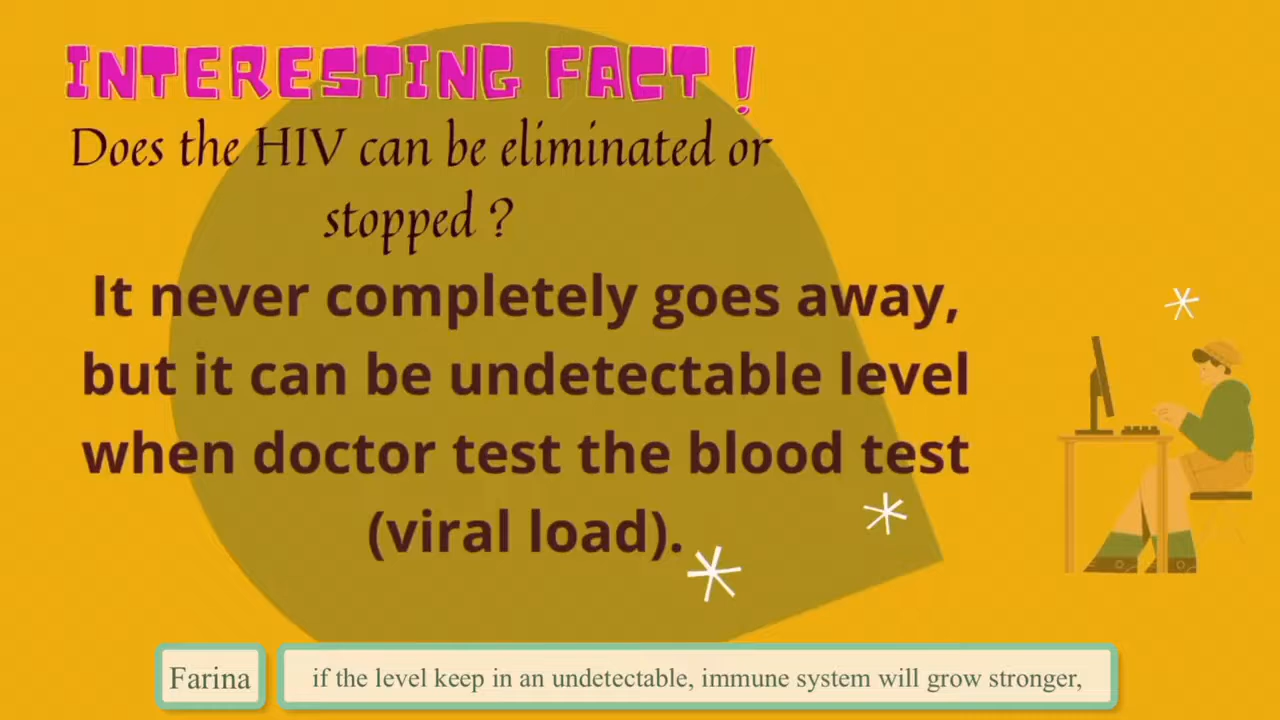 INTERESTING FACT !
Does the HIV can be eliminated or
stopped ?
It never completely goes away,
but it can be undetectable level
when doctor test the blood test
(viral load).
Farina
if the level keep in an undetectable, immune system will grow stronger,